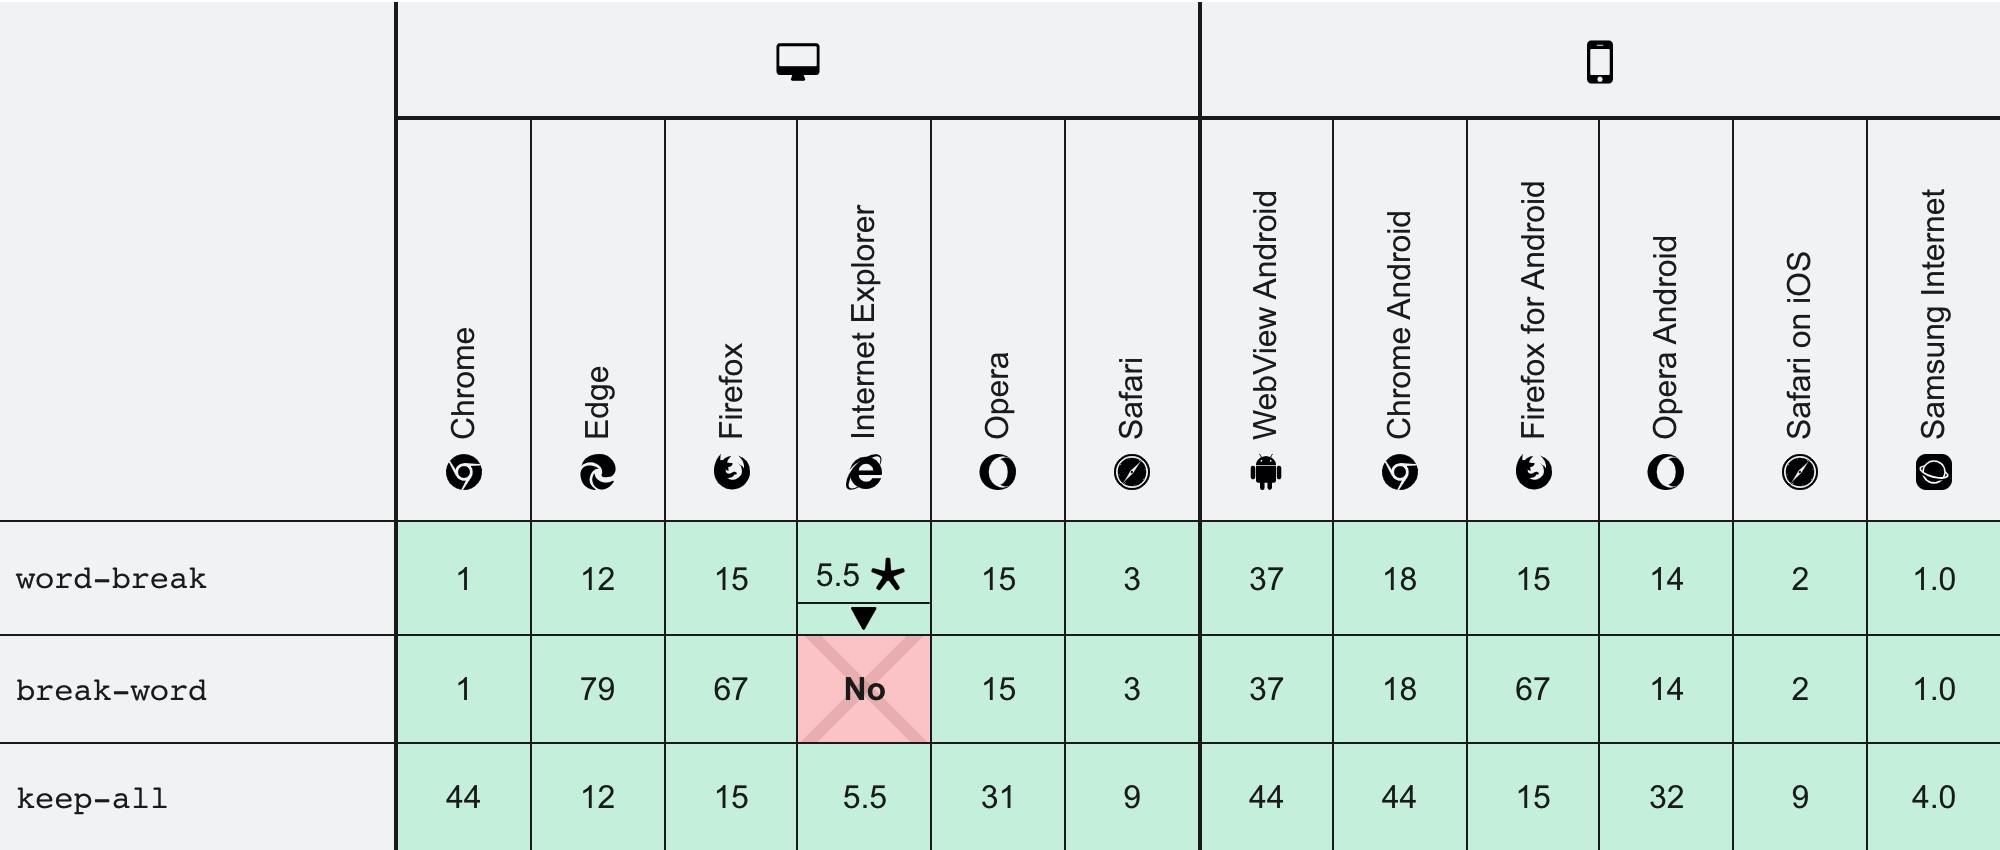 Chrome
Edge
Firefox
Internet Explorer
Opera
Safari
WebView Android
Chrome Android
Firefox for Android
Opera Android
Safari on iOS
Samsung Internet
word-break 1 12 15 5.5 15 3 37 18 15 14 2 1.0
break-word 1 79 67 No 15 3 37 18 67 14 2 1.0
keep-all 44 12 15 5.5 31 9 44 44 15 32 9 4.0